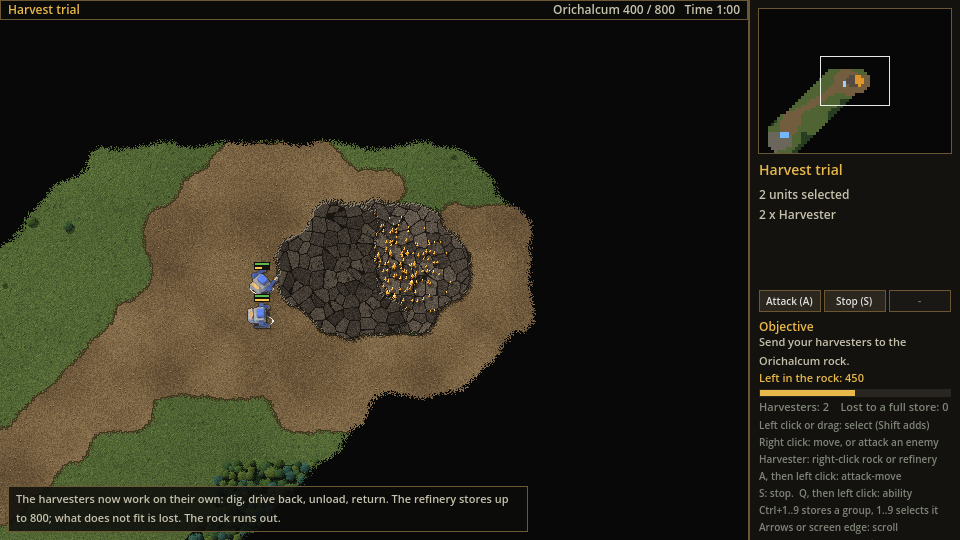 Harvest trial
Orichalcum 400 / 800 Time 1:00
Harvest trial
2 units selected
2 x Harvester
Attack (A) Stop (S) -
Objective
Send your harvesters to the
Orichalcum rock.
Left in the rock: 450
Harvesters: 2 Lost to a full store: 0
Left click or drag: select (Shift adds)
Right click: move, or attack an enemy
Harvester: right-click rock or refinery
A, then left click: attack-move
S: stop. Q, then left click: ability
Ctrl+1..9 stores a group, 1..9 selects it
Arrows or screen edge: scroll
The harvesters now work on their own: dig, drive back, unload, return. The refinery stores up
to 800; what does not fit is lost. The rock runs out.